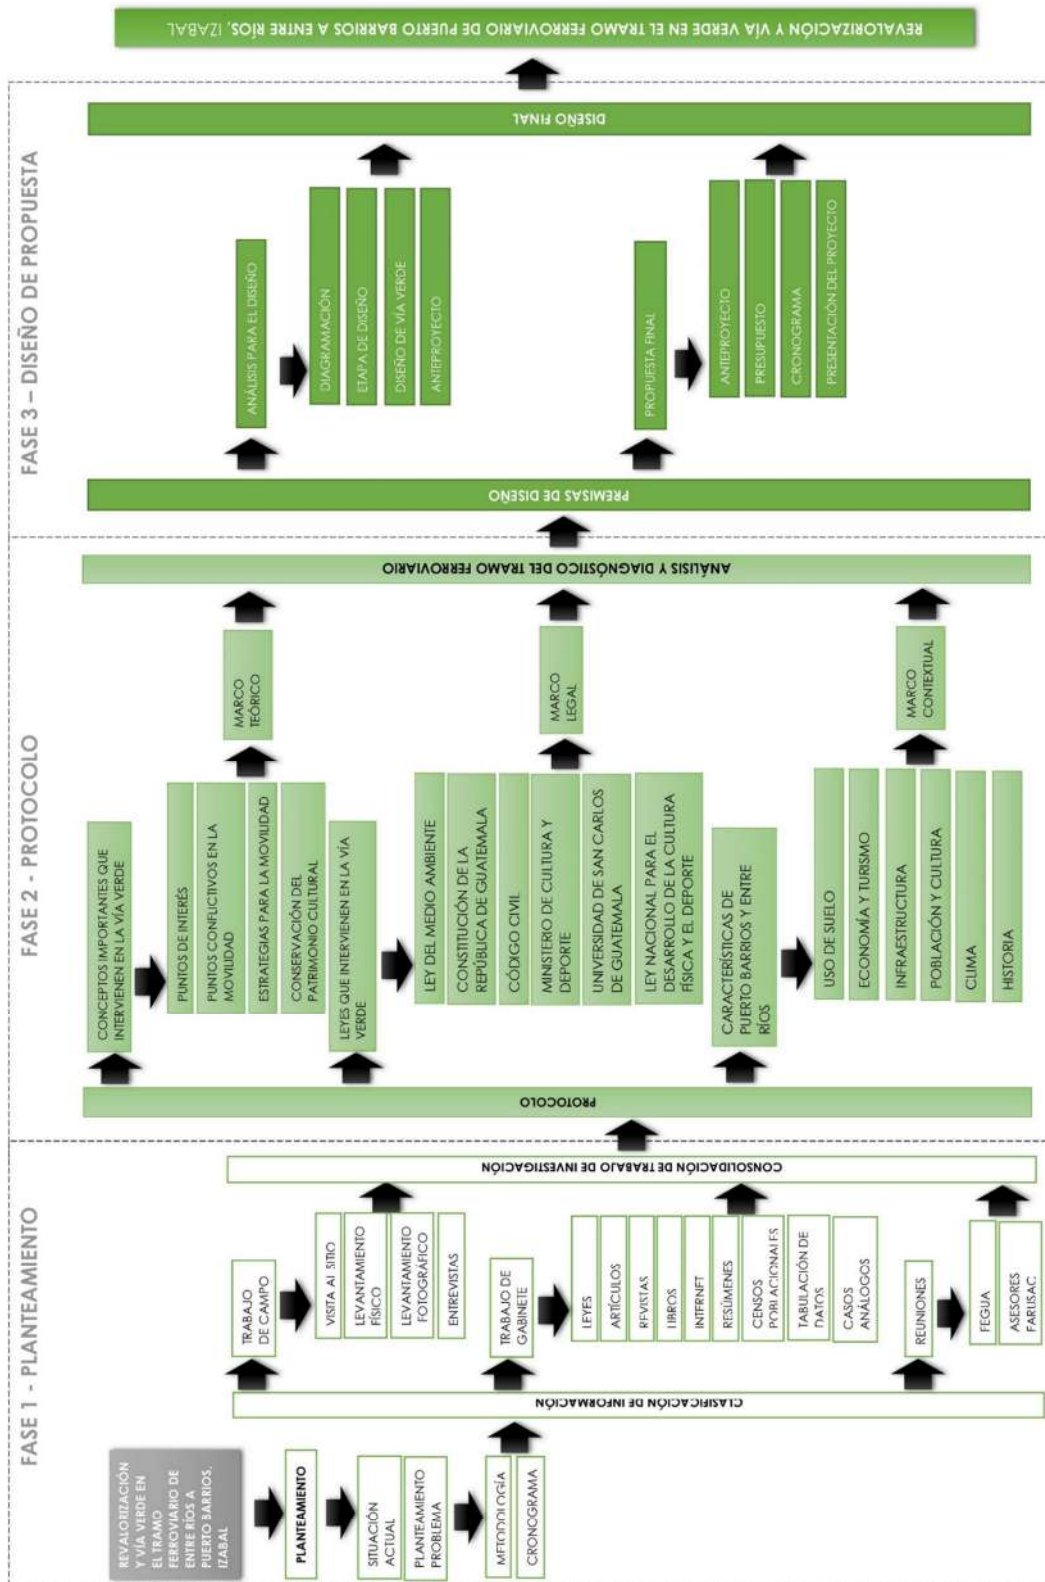 FASE 1 - PLANTEAMIENTO
REVALORIZACIÓN
Y VÍA VERDE EN
EL TRAMO
FERROVIARIO DE
ENTRE RÍOS A
PUERTO BARRIOS,
IZABAL
PLANTEAMIENTO
SITUACIÓN
ACTUAL
PLANTEAMIENTO
PROBLEMA
METODOLOGÍA
CRONOGRAMA
CLASIFICACIÓN DE INFORMACIÓN
TRABAJO
DE CAMPO
VISITA AL SITIO
LEVANTAMIENTO
FÍSICO
LEVANTAMIENTO
FOTOGRÁFICO
ENTREVISTAS
TRABAJO DE
GABINETE
LEYES
ARTÍCULOS
REVISTAS
LIBROS
INTERNET
RESÚMENES
CENSOS
POBLACIONALES
TABULACIÓN DE
DATOS
CASOS
ANÁLOGOS
REUNIONES
FEGUA
ASESORES
FARUSAC
CONSOLIDACIÓN DE TRABAJO DE INVESTIGACIÓN
FASE 2 - PROTOCOLO
PROTOCOLO
CONCEPTOS IMPORTANTES QUE
INTERVIENEN EN LA VÍA VERDE
PUNTOS DE INTERÉS
PUNTOS CONFLICTIVOS EN LA
MOVILIDAD
ESTRATEGIAS PARA LA MOVILIDAD
CONSERVACIÓN DEL
PATRIMONIO CULTURAL
MARCO
TEÓRICO
LEYES QUE INTERVIENEN EN LA VÍA
VERDE
LEY DEL MEDIO AMBIENTE
CONSTITUCIÓN DE LA
REPÚBLICA DE GUATEMALA
CÓDIGO CIVIL
MINISTERIO DE CULTURA Y
DEPORTE
UNIVERSIDAD DE SAN CARLOS
DE GUATEMALA
LEY NACIONAL PARA EL
DESARROLLO DE LA CULTURA
FÍSICA Y EL DEPORTE
MARCO
LEGAL
CARACTERÍSTICAS DE
PUERTO BARRIOS Y ENTRE
RÍOS
USO DE SUELO
ECONOMÍA Y TURISMO
INFRAESTRUCTURA
POBLACIÓN Y CULTURA
CLIMA
HISTORIA
MARCO
CONTEXTUAL
ANÁLISIS Y DIAGNÓSTICO DEL TRAMO FERROVIARIO
FASE 3 – DISEÑO DE PROPUESTA
PREMISAS DE DISEÑO
ANÁLISIS PARA EL DISEÑO
DIAGRAMACIÓN
ETAPA DE DISEÑO
DISEÑO DE VÍA VERDE
ANTEPROYECTO
PROPUESTA FINAL
ANTEPROYECTO
PRESUPUESTO
CRONOGRAMA
PRESENTACIÓN DEL PROYECTO
DISEÑO FINAL
REVALORIZACIÓN Y VÍA VERDE EN EL TRAMO FERROVIARIO DE PUERTO BARRIOS A ENTRE RÍOS, IZABAL